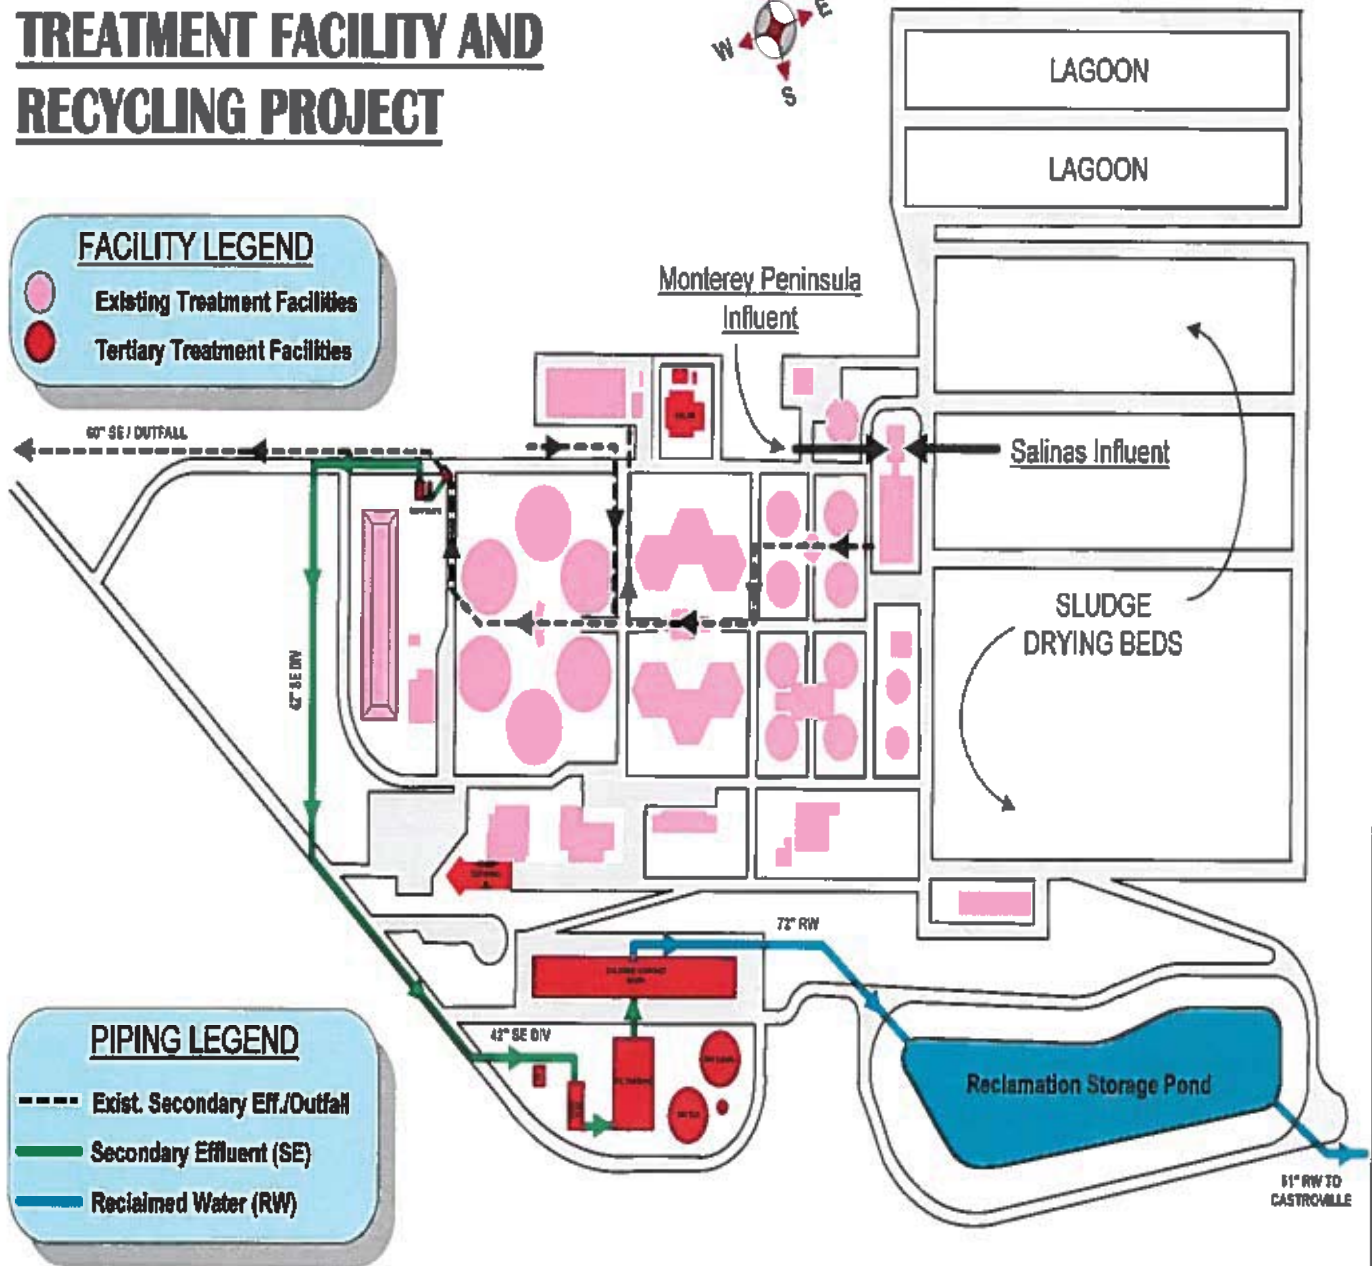 TREATMENT FACILITY AND
RECYCLING PROJECT
W
E
S
LAGOON
LAGOON
FACILITY LEGEND
Existing Treatment Facilities
Tertiary Treatment Facilities
Monterey Peninsula
Influent
60" SE / OUTFALL
Salinas Influent
SLUDGE
DRYING BEDS
42" SE DIV
72" RW
42" SE DIV
Reclamation Storage Pond
51" RW TO
CASTROVILLE
PIPING LEGEND
Exist. Secondary Eff./Outfall
Secondary Effluent (SE)
Reclaimed Water (RW)